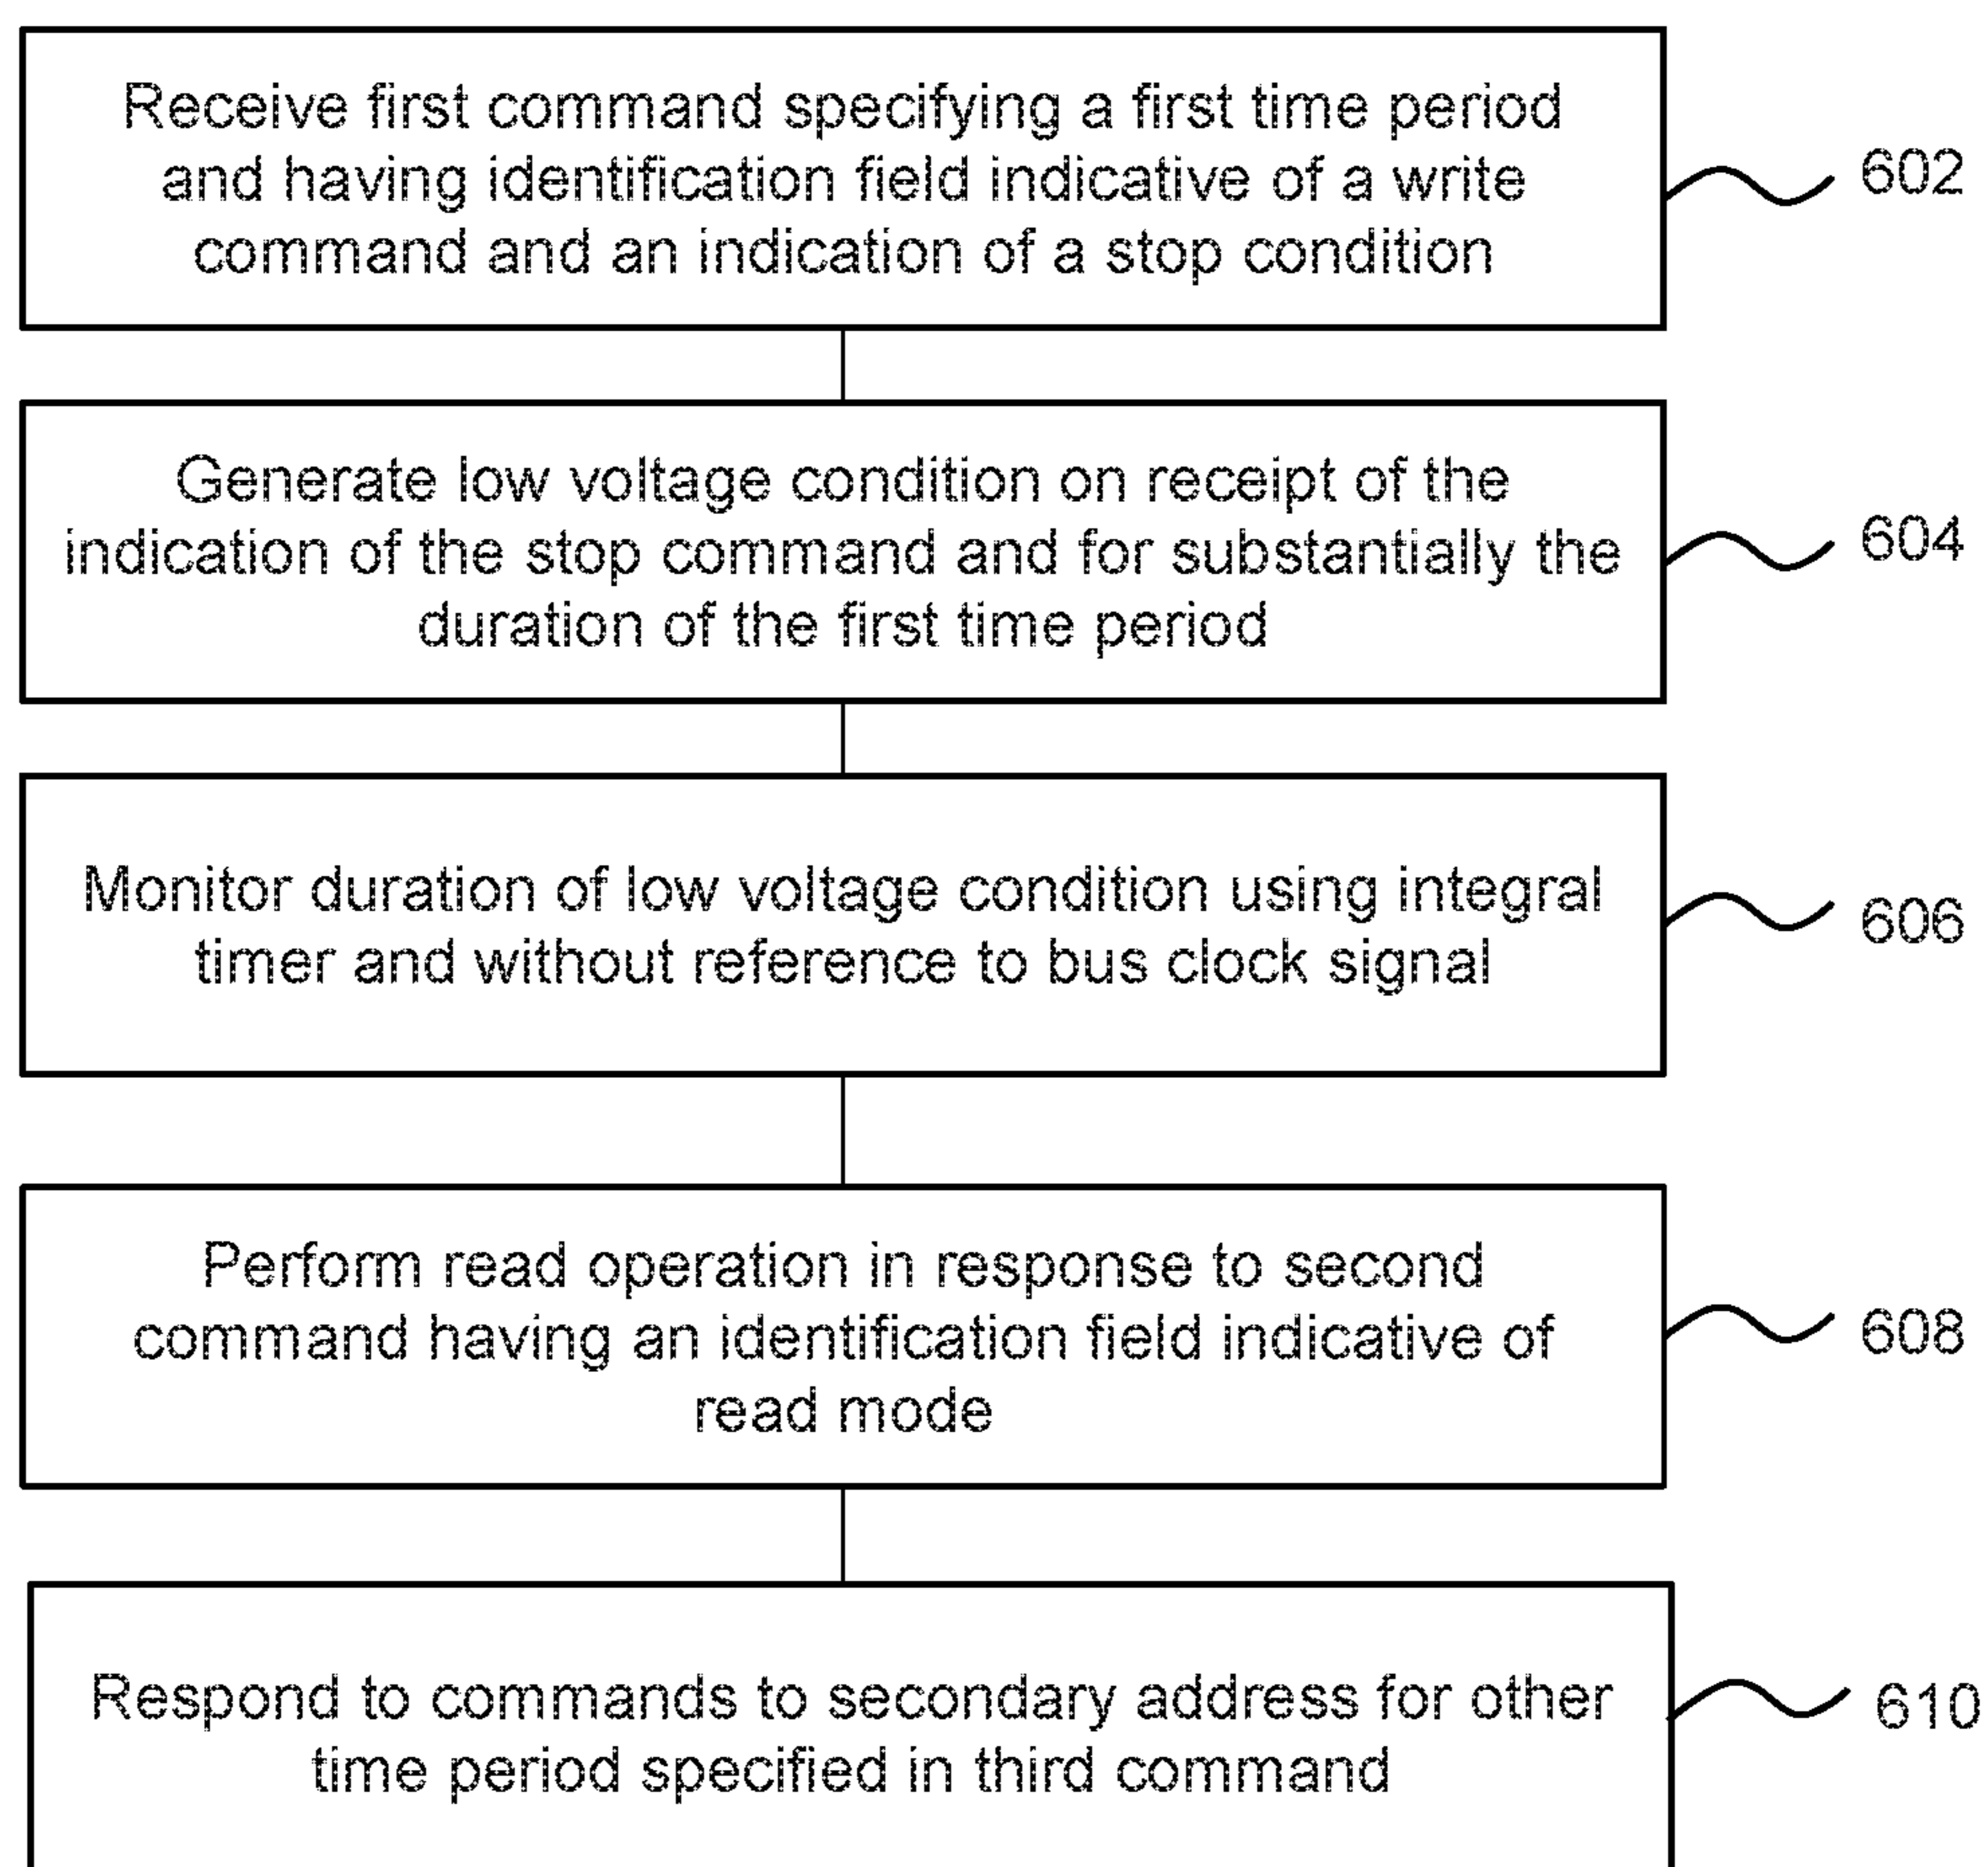 Receive first command specifying a first time period
and having identification field indicative of a write
command and an indication of a stop condition
602
Generate low voltage condition on receipt of the
indication of the stop command and for substantially the
duration of the first time period
604
Monitor duration of low voltage condition using integral
timer and without reference to bus clock signal
606
Perform read operation in response to second
command having an identification field indicative of
read mode
608
Respond to commands to secondary address for other
time period specified in third command
610